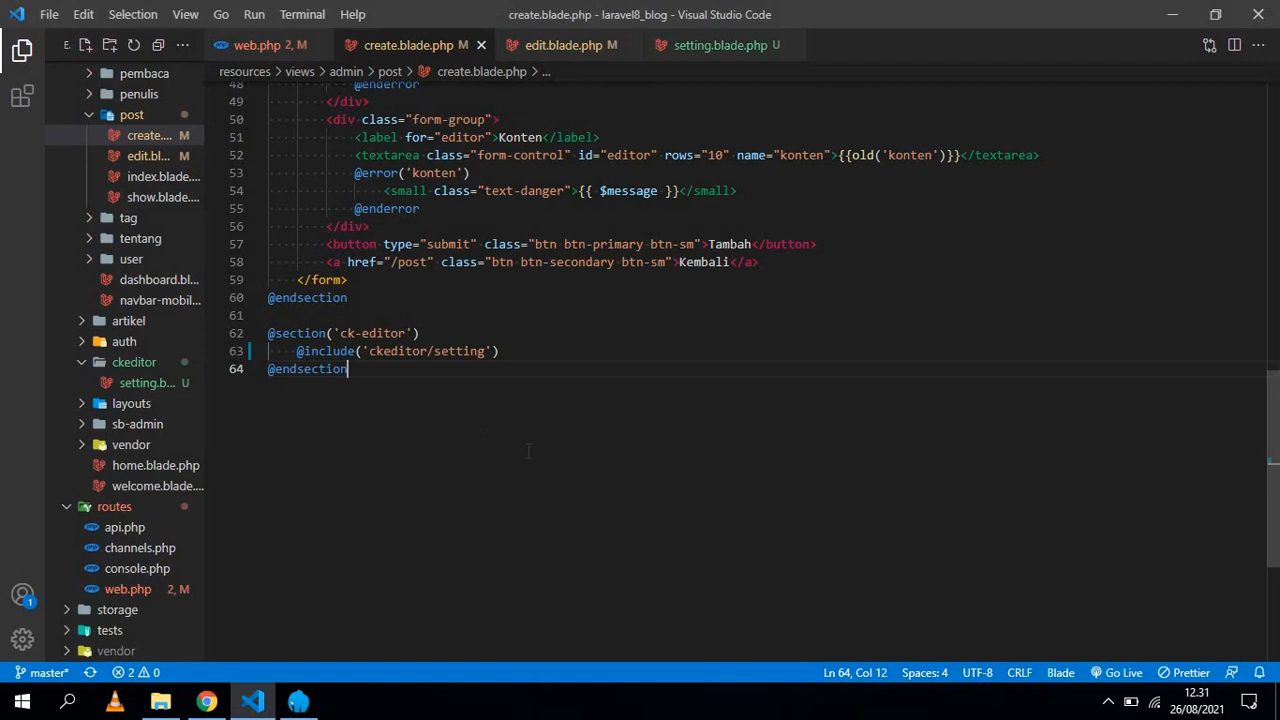 File Edit Selection View Go Run Terminal Help create.blade.php - laravel8_blog - Visual Studio Code
E. web.php 2, M create.blade.php M edit.blade.php M setting.blade.php U
resources > views > admin > post > create.blade.php > ...
pembaca
penulis
post
create.... M
edit.bl... M
index.blade....
show.blade....
tag
tentang
user
dashboard.bl...
navbar-mobil...
artikel
auth
ckeditor
setting.b... U
layouts
sb-admin
vendor
home.blade.php
welcome.blade....
routes
api.php
channels.php
console.php
web.php 2, M
storage
tests
vendor
48 @enderror
49 </div>
50 <div class="form-group">
51 <label for="editor">Konten</label>
52 <textarea class="form-control" id="editor" rows="10" name="konten">{{old('konten')}}</textarea>
53 @error('konten')
54 <small class="text-danger">{{ $message }}</small>
55 @enderror
56 </div>
57 <button type="submit" class="btn btn-primary btn-sm">Tambah</button>
58 <a href="/post" class="btn btn-secondary btn-sm">Kembali</a>
59 </form>
60 @endsection
61
62 @section('ck-editor')
63 @include('ckeditor/setting')
64 @endsection
1
master* 2 0 Ln 64, Col 12 Spaces: 4 UTF-8 CRLF Blade Go Live Prettier
12.31
26/08/2021